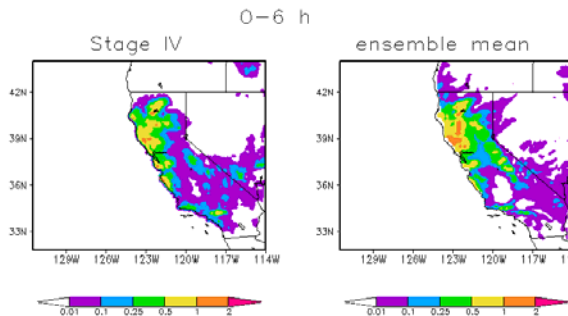 0-6 h
Stage IV
ensemble mean
42N
39N
36N
33N
129W 126W 123W 120W 117W 114W
0.01 0.1 0.25 0.5 1 2
42N
39N
36N
33N
129W 126W 123W 120W 117W 11
0.01 0.1 0.25 0.5 1 2